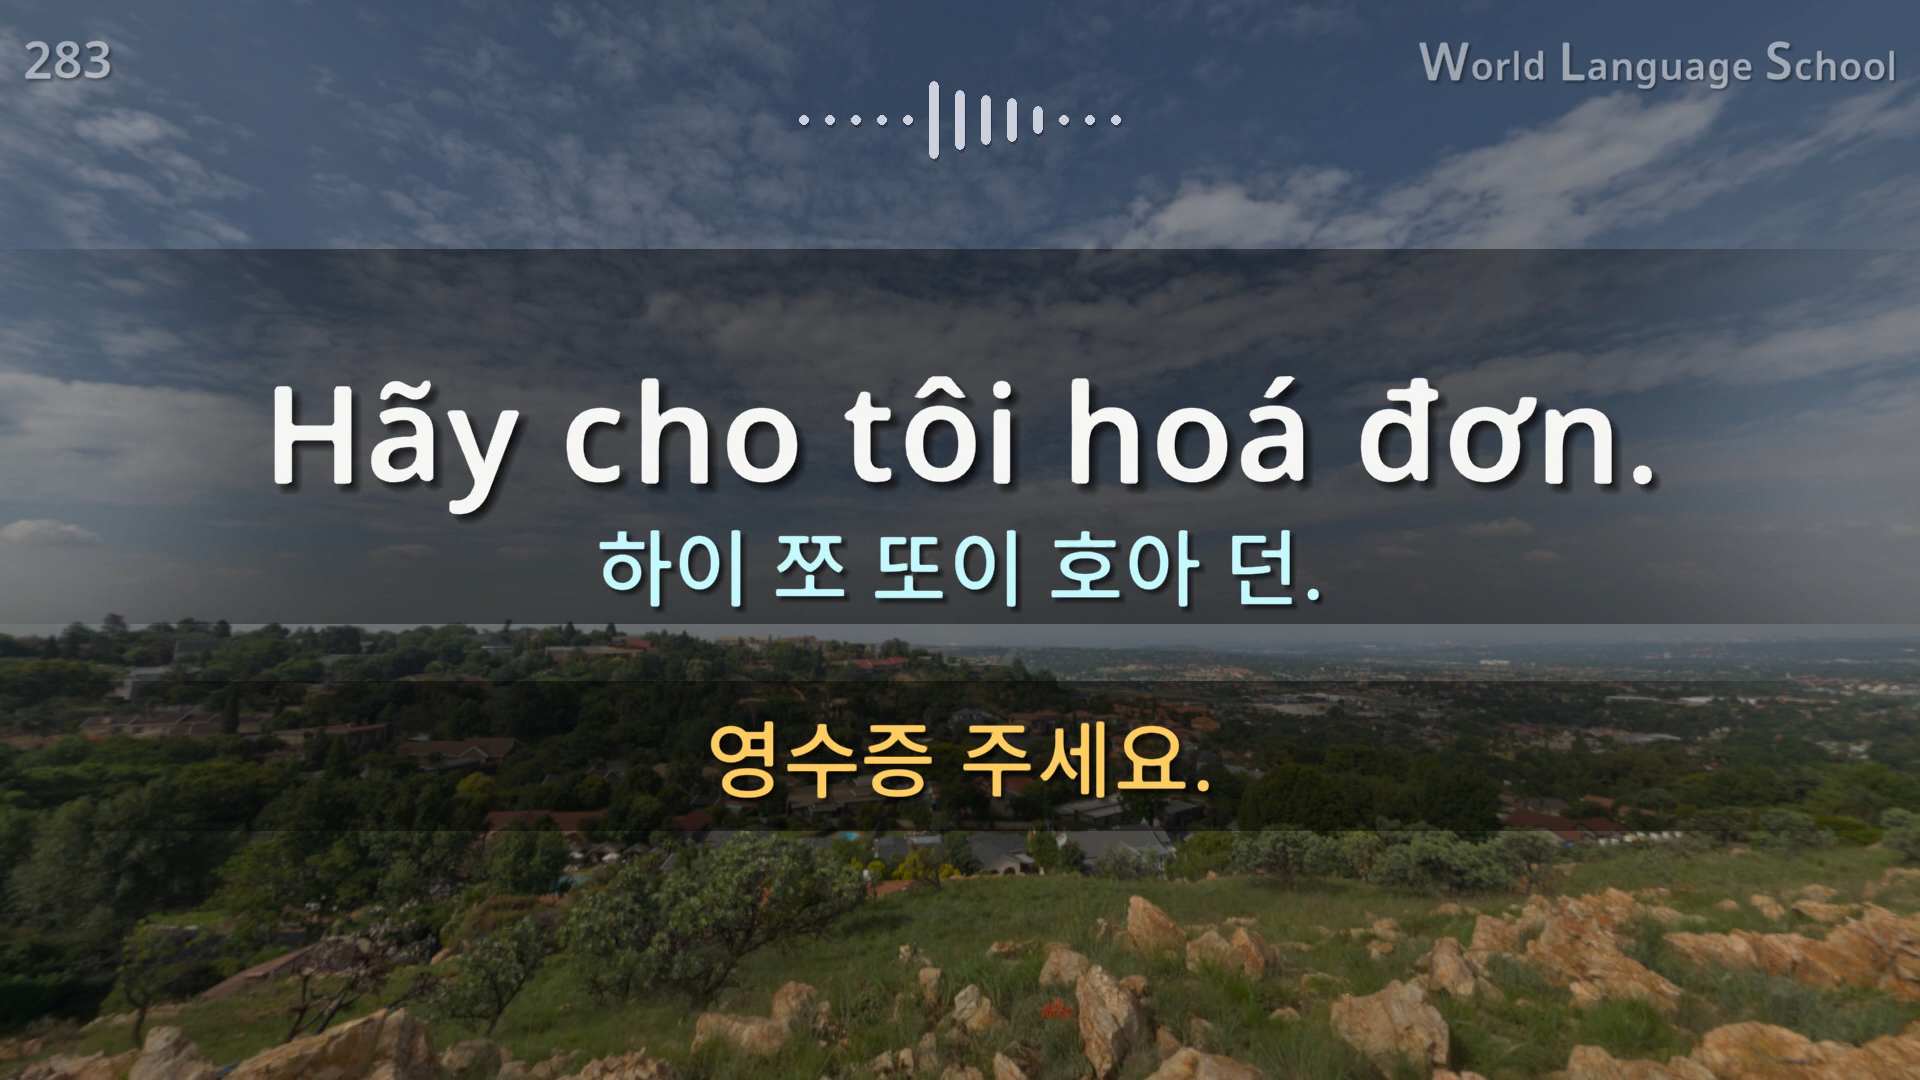 283
World Language School
Hãy cho tôi hoá đơn.
하이 쪼 또이 호아 던.
영수증 주세요.